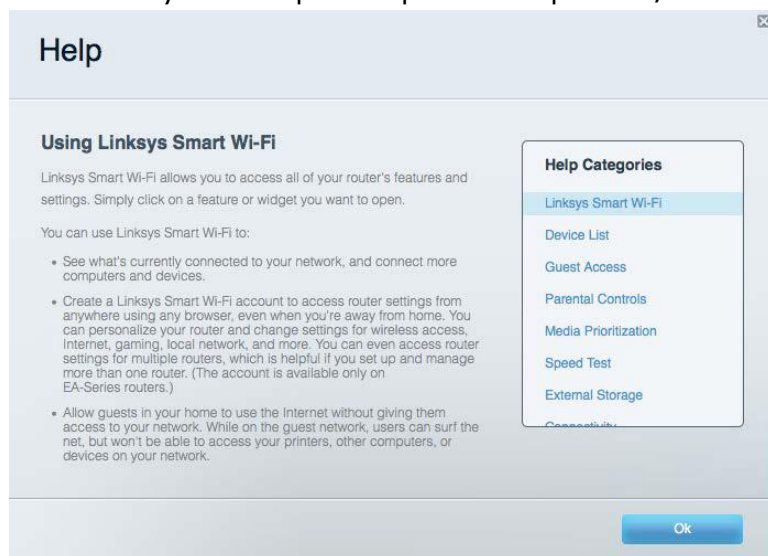 Help
Using Linksys Smart Wi-Fi
Linksys Smart Wi-Fi allows you to access all of your router's features and
settings. Simply click on a feature or widget you want to open.
You can use Linksys Smart Wi-Fi to:
• See what's currently connected to your network, and connect more
computers and devices.
• Create a Linksys Smart Wi-Fi account to access router settings from
anywhere using any browser, even when you're away from home. You
can personalize your router and change settings for wireless access,
Internet, gaming, local network, and more. You can even access router
settings for multiple routers, which is helpful if you set up and manage
more than one router. (The account is available only on
EA-Series routers.)
• Allow guests in your home to use the Internet without giving them
access to your network. While on the guest network, users can surf the
net, but won't be able to access your printers, other computers, or
devices on your network.
Help Categories
Linksys Smart Wi-Fi
Device List
Guest Access
Parental Controls
Media Prioritization
Speed Test
External Storage
Connectivity
Ok